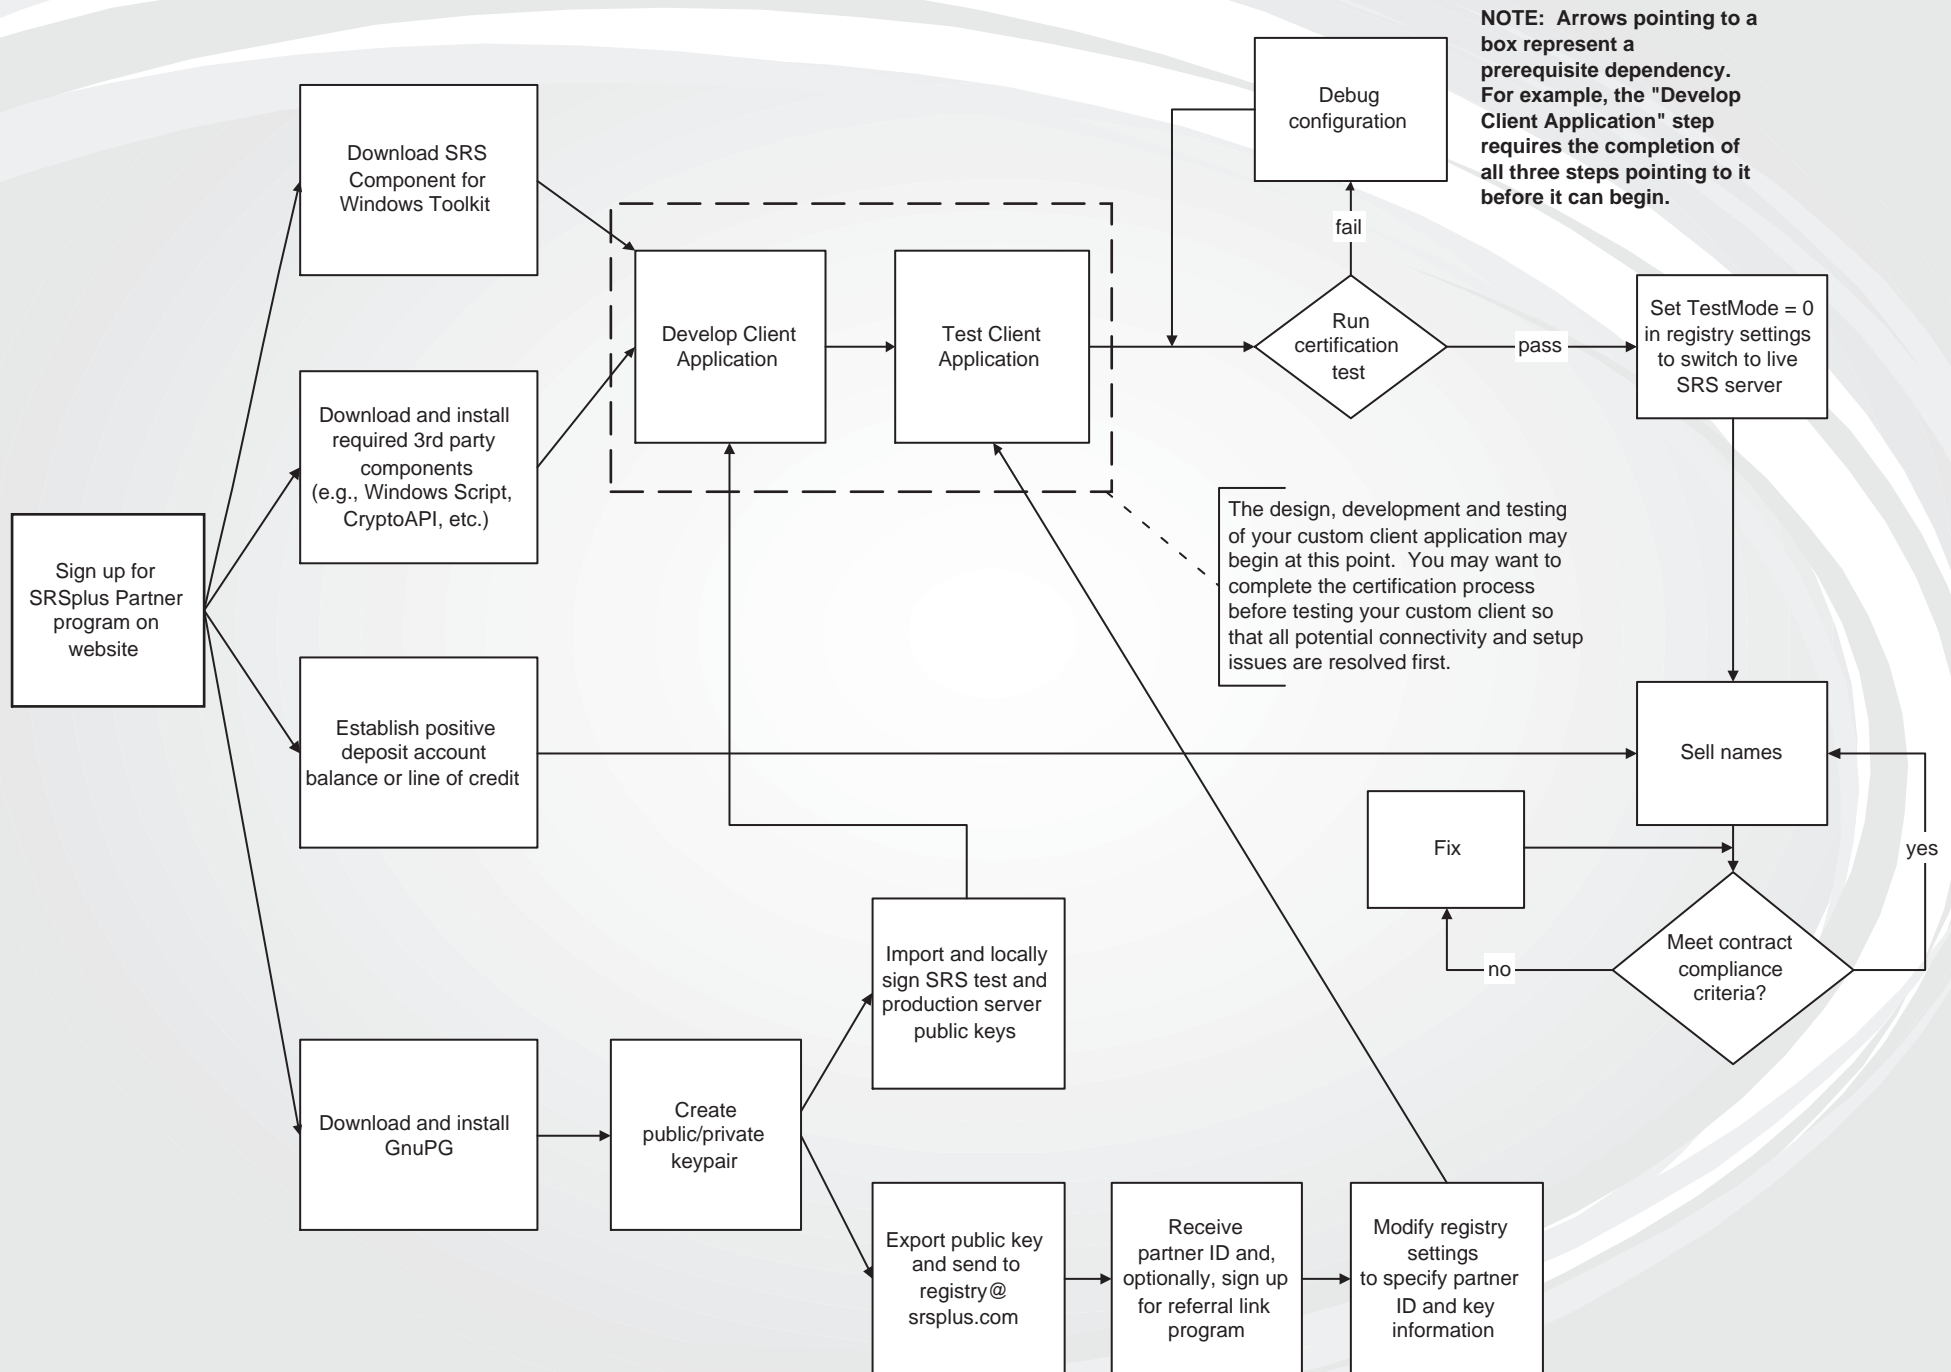 NOTE: Arrows pointing to a
box represent a
prerequisite dependency.
For example, the "Develop
Client Application" step
requires the completion of
all three steps pointing to it
before it can begin.
Debug
configuration
Download SRS
Component for
Windows Toolkit
fail
Develop Client
Application
Test Client
Application
Run
certification
test
pass
Set TestMode = 0
in registry settings
to switch to live
SRS server
Download and install
required 3rd party
components
(e.g., Windows Script,
CryptoAPI, etc.)
The design, development and testing
of your custom client application may
begin at this point. You may want to
complete the certification process
before testing your custom client so
that all potential connectivity and setup
issues are resolved first.
Sign up for
SRSplus Partner
program on
website
Establish positive
deposit account
balance or line of credit
Sell names
Fix
yes
Meet contract
compliance
criteria?
no
Import and locally
sign SRS test and
production server
public keys
Download and install
GnuPG
Create
public/private
keypair
Export public key
and send to
registry@
srsplus.com
Receive
partner ID and,
optionally, sign up
for referral link
program
Modify registry
settings
to specify partner
ID and key
information